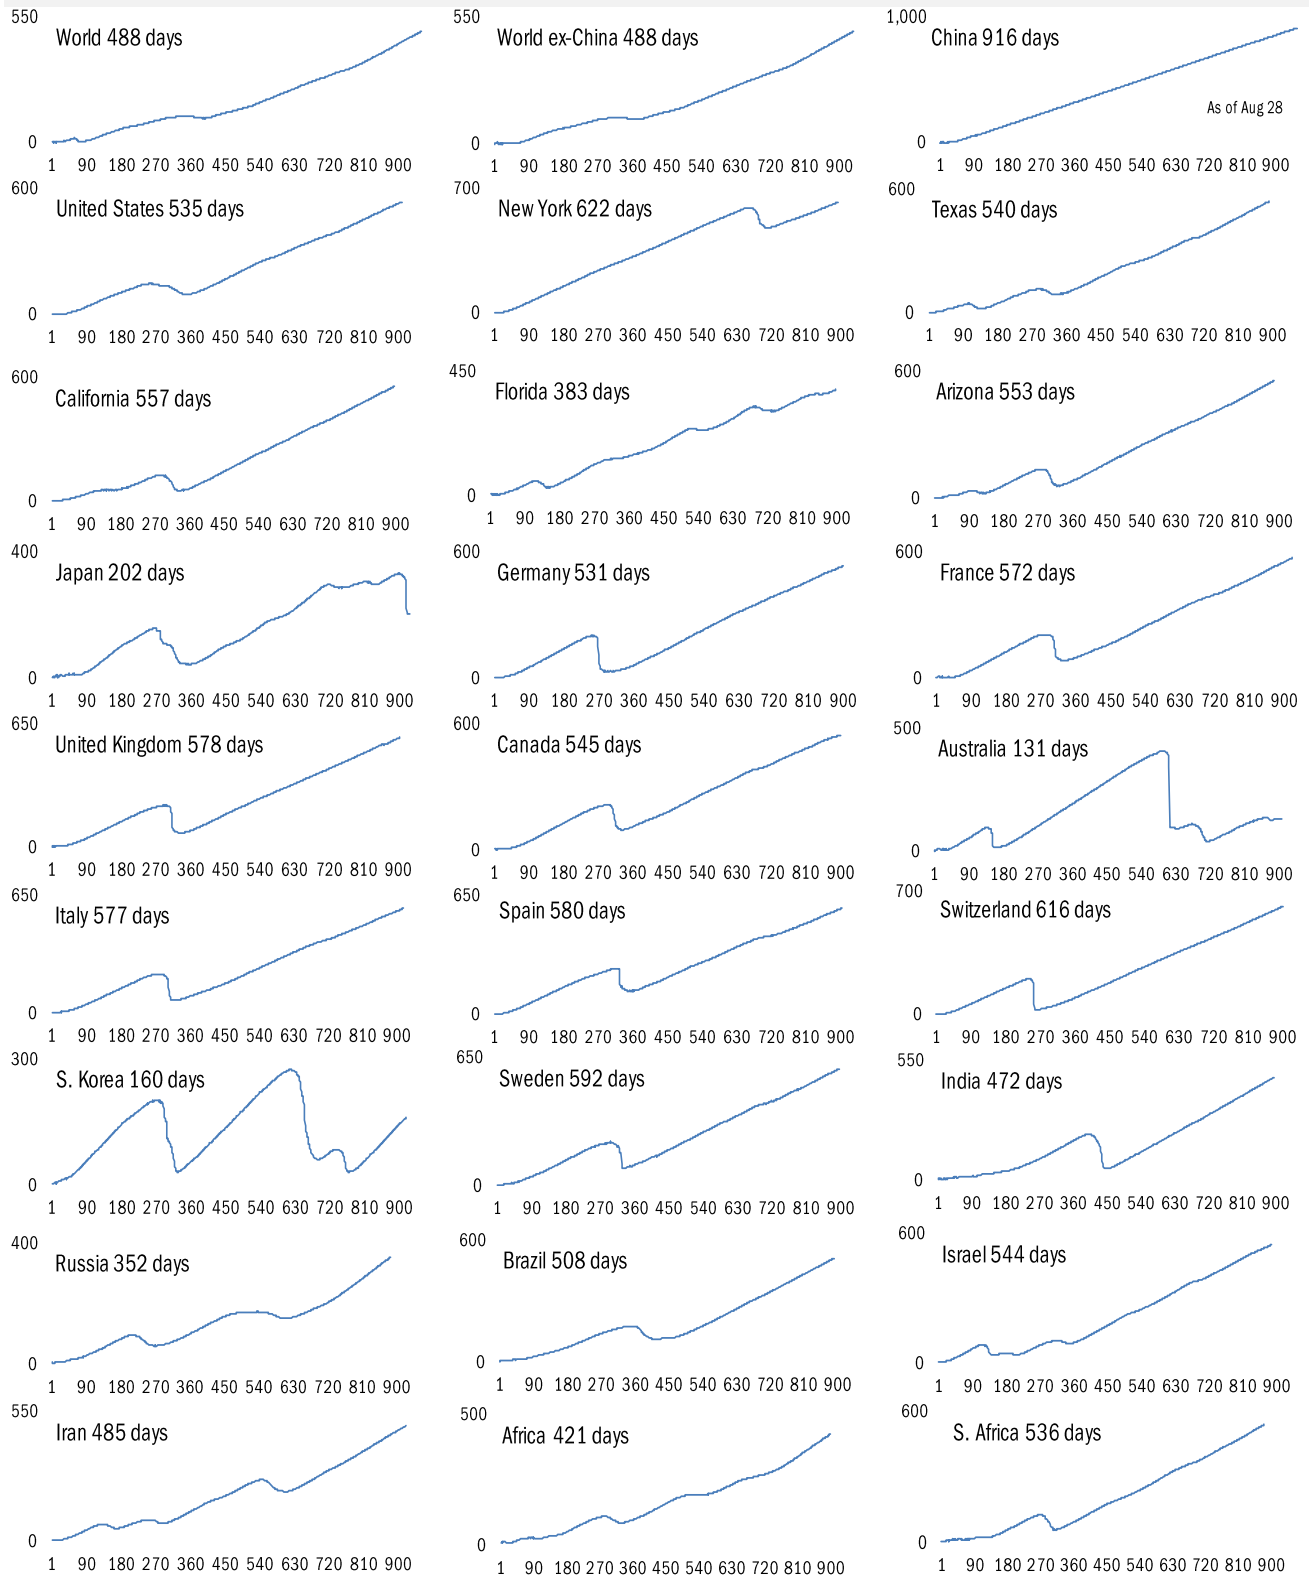 550 550 1,000
World 488 days World ex-China 488 days China 916 days
As of Aug 28
0 0 0
1 90 180 270 360 450 540 630 720 810 900 1 90 180 270 360 450 540 630 720 810 900 1 90 180 270 360 450 540 630 720 810 900
600 700 600
United States 535 days New York 622 days Texas 540 days
0 0 0
1 90 180 270 360 450 540 630 720 810 900 1 90 180 270 360 450 540 630 720 810 900 1 90 180 270 360 450 540 630 720 810 900
600 450 600
California 557 days Florida 383 days Arizona 553 days
0 0 0
1 90 180 270 360 450 540 630 720 810 900 1 90 180 270 360 450 540 630 720 810 900 1 90 180 270 360 450 540 630 720 810 900
400 600 600
Japan 202 days Germany 531 days France 572 days
0 0 0
1 90 180 270 360 450 540 630 720 810 900 1 90 180 270 360 450 540 630 720 810 900 1 90 180 270 360 450 540 630 720 810 900
650 600 500
United Kingdom 578 days Canada 545 days Australia 131 days
0 0 0
1 90 180 270 360 450 540 630 720 810 900 1 90 180 270 360 450 540 630 720 810 900 1 90 180 270 360 450 540 630 720 810 900
650 650 700
Italy 577 days Spain 580 days Switzerland 616 days
0 0 0
1 90 180 270 360 450 540 630 720 810 900 1 90 180 270 360 450 540 630 720 810 900 1 90 180 270 360 450 540 630 720 810 900
300 650 550
S. Korea 160 days Sweden 592 days India 472 days
0 0 0
1 90 180 270 360 450 540 630 720 810 900 1 90 180 270 360 450 540 630 720 810 900 1 90 180 270 360 450 540 630 720 810 900
400 600 600
Russia 352 days Brazil 508 days Israel 544 days
0 0 0
1 90 180 270 360 450 540 630 720 810 900 1 90 180 270 360 450 540 630 720 810 900 1 90 180 270 360 450 540 630 720 810 900
550 500 600
Iran 485 days Africa 421 days S. Africa 536 days
0 0 0
1 90 180 270 360 450 540 630 720 810 900 1 90 180 270 360 450 540 630 720 810 900 1 90 180 270 360 450 540 630 720 810 900